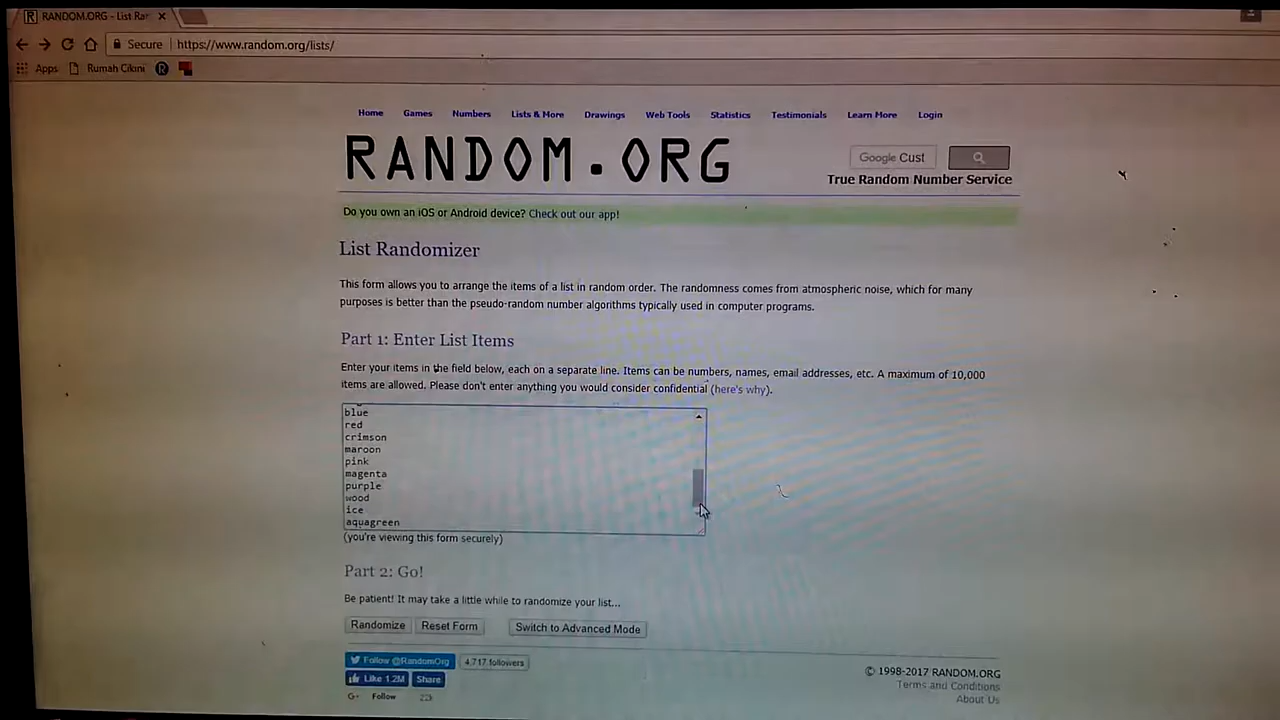 RANDOM.ORG - List Rar
Secure https://www.random.org/lists/
Apps Rumah Cikini R
Home Games Numbers Lists & More Drawings Web Tools Statistics Testimonials Learn More Login
RANDOM.ORG
Google Cust
True Random Number Service
Do you own an iOS or Android device? Check out our app!
List Randomizer
This form allows you to arrange the items of a list in random order. The randomness comes from atmospheric noise, which for many
purposes is better than the pseudo-random number algorithms typically used in computer programs.
Part 1: Enter List Items
Enter your items in the field below, each on a separate line. Items can be numbers, names, email addresses, etc. A maximum of 10,000
items are allowed. Please don't enter anything you would consider confidential (here's why).
blue
red
crimson
maroon
pink
magenta
purple
wood
ice
aquagreen
(you're viewing this form securely)
Part 2: Go!
Be patient! It may take a little while to randomize your list...
Randomize Reset Form Switch to Advanced Mode
Follow @RandomOrg 4,717 followers
Like 1.2M Share
G+ Follow 22k
© 1998-2017 RANDOM.ORG
Terms and Conditions
About Us